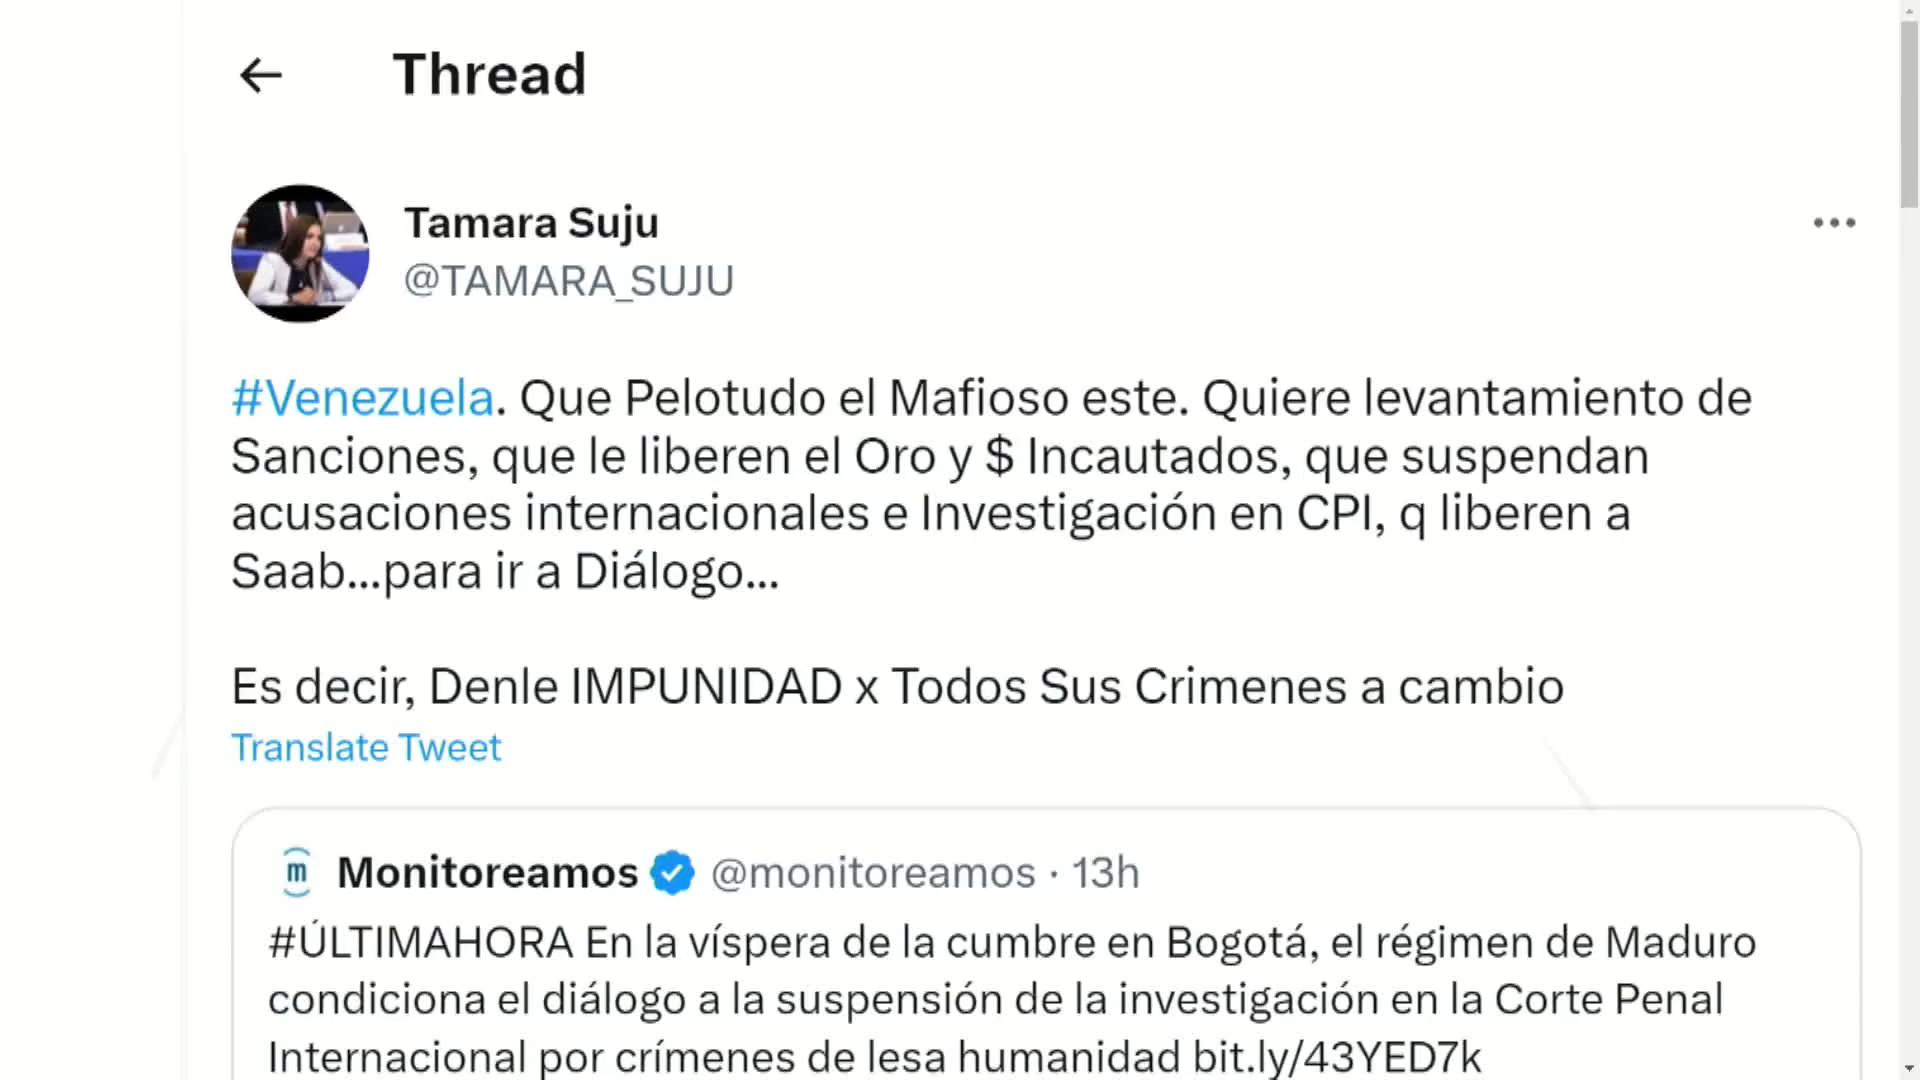 Thread
Tamara Suju
@TAMARA_SUJU
#Venezuela. Que Pelotudo el Mafioso este. Quiere levantamiento de
Sanciones, que le liberen el Oro y $ Incautados, que suspendan
acusaciones internacionales e Investigación en CPI, q liberen a
Saab...para ir a Diálogo...
Es decir, Denle IMPUNIDAD x Todos Sus Crimenes a cambio
Translate Tweet
m Monitoreamos @monitoreamos · 13h
#ÚLTIMAHORA En la víspera de la cumbre en Bogotá, el régimen de Maduro
condiciona el diálogo a la suspensión de la investigación en la Corte Penal
Internacional por crímenes de lesa humanidad bit.ly/43YED7k